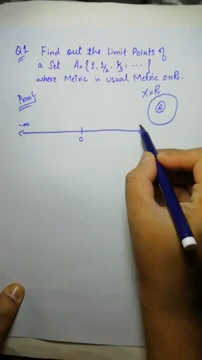 Q1 Find out the Limit Points of
a Set A = { 1, 1/2, 1/3, ... }
where Metric is usual Metric on R.
Proof
X=R
A
-∞
0